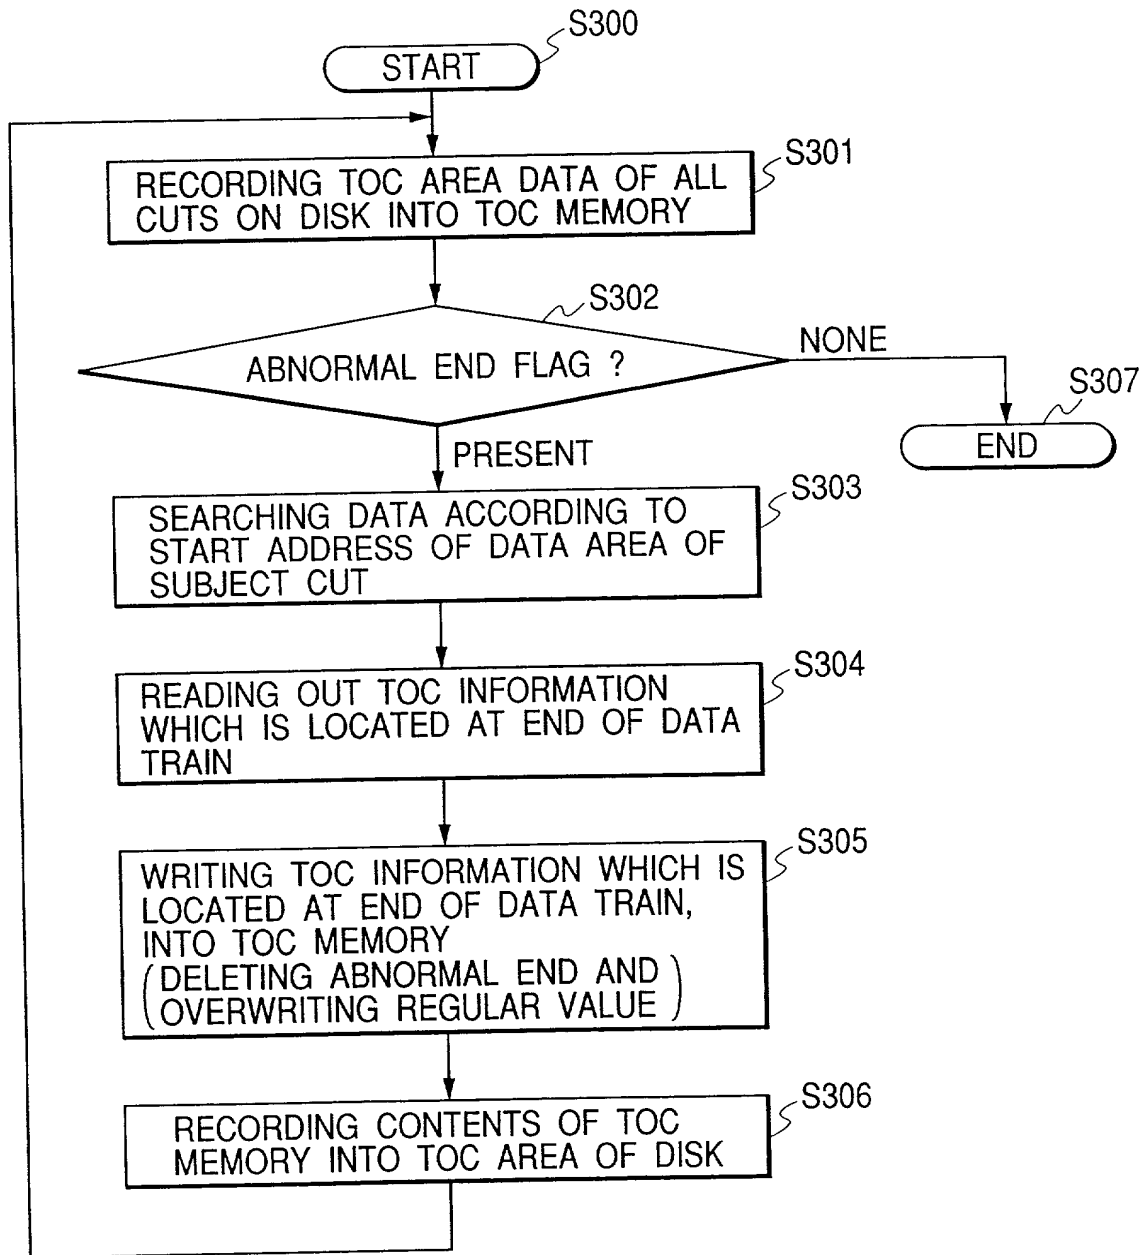 S300
START
S301
RECORDING TOC AREA DATA OF ALL
CUTS ON DISK INTO TOC MEMORY
S302
ABNORMAL END FLAG ?
NONE
S307
END
PRESENT
S303
SEARCHING DATA ACCORDING TO
START ADDRESS OF DATA AREA OF
SUBJECT CUT
S304
READING OUT TOC INFORMATION
WHICH IS LOCATED AT END OF DATA
TRAIN
S305
WRITING TOC INFORMATION WHICH IS
LOCATED AT END OF DATA TRAIN,
INTO TOC MEMORY
(DELETING ABNORMAL END AND
OVERWRITING REGULAR VALUE)
S306
RECORDING CONTENTS OF TOC
MEMORY INTO TOC AREA OF DISK